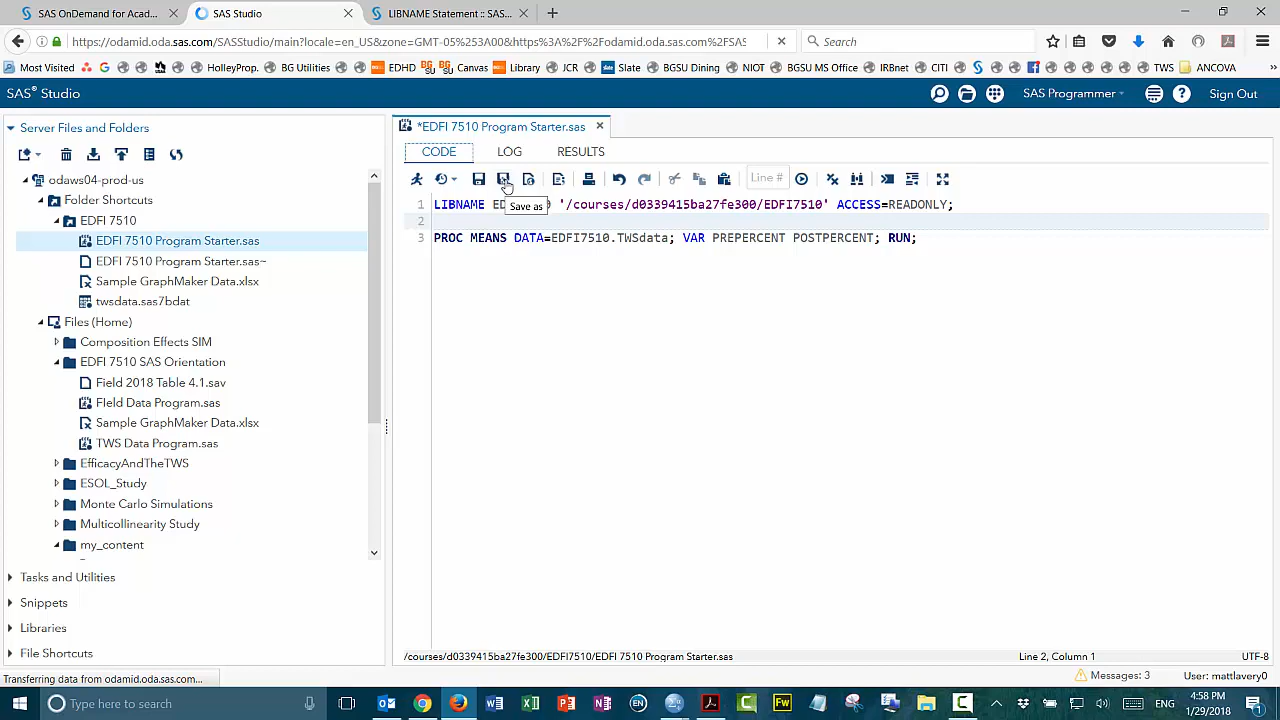 SAS OnDemand for Acad...
SAS Studio
LIBNAME Statement :: SAS...
https://odamid.oda.sas.com/SASStudio/main?locale=en_US&zone=GMT-05%253A00&https%3A%2F%2Fodamid.oda.sas.com%2FSAS
Search
Most Visited
HolleyProp.
BG Utilities
EDHD
Canvas
Library
JCR
Slate
BGSU Dining
NIOT
BGSU MS Office
IRBnet
CITI
TWS
ANCOVA
SAS® Studio
SAS Programmer
Sign Out
Server Files and Folders
odaws04-prod-us
Folder Shortcuts
EDFI 7510
EDFI 7510 Program Starter.sas
EDFI 7510 Program Starter.sas~
Sample GraphMaker Data.xlsx
twsdata.sas7bdat
Files (Home)
Composition Effects SIM
EDFI 7510 SAS Orientation
Field 2018 Table 4.1.sav
FIeld Data Program.sas
Sample GraphMaker Data.xlsx
TWS Data Program.sas
EfficacyAndTheTWS
ESOL_Study
Monte Carlo Simulations
Multicollinearity Study
my_content
Tasks and Utilities
Snippets
Libraries
File Shortcuts
*EDFI 7510 Program Starter.sas
CODE LOG RESULTS
Line #
Save as
1 LIBNAME ED 0 '/courses/d0339415ba27fe300/EDFI7510' ACCESS=READONLY;
2
3 PROC MEANS DATA=EDFI7510.TWSdata; VAR PREPERCENT POSTPERCENT; RUN;
/courses/d0339415ba27fe300/EDFI7510/EDFI 7510 Program Starter.sas
Line 2, Column 1
UTF-8
Transferring data from odamid.oda.sas.com...
Messages: 3
User: mattlavery0
Type here to search
4:58 PM
1/29/2018